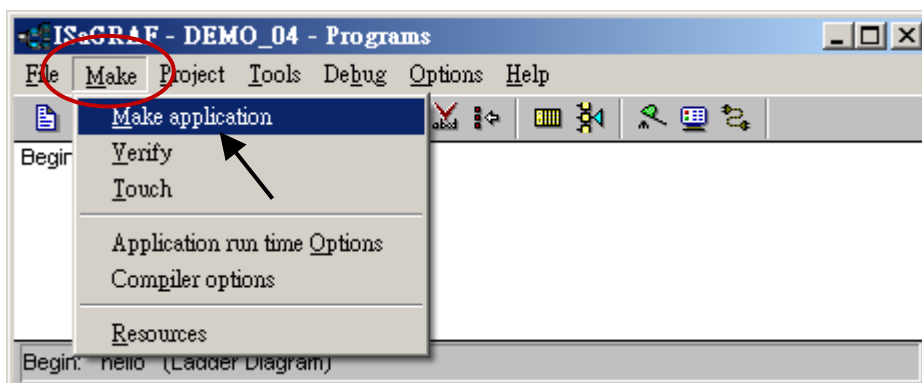 ISaGRAF - DEMO_04 - Programs
File Make Project Tools Debug Options Help
Make application
Begin
Verify
Touch
Application run time Options
Compiler options
Resources
Begin: hello (Ladder Diagram)